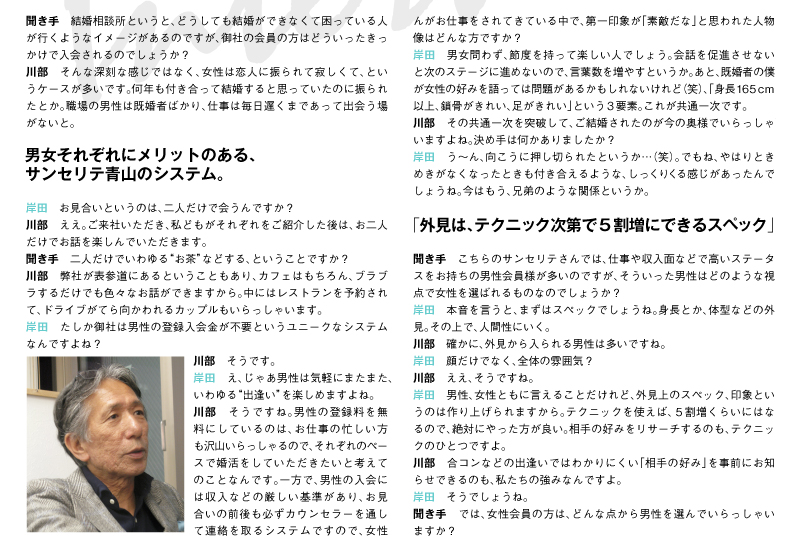 聞き手　結婚相談所というと、どうしても結婚ができなくて困っている人
が行くようなイメージがあるのですが、御社の会員の方はどういったきっ
かけで入会されるのでしょうか？
川部　そんな深刻な感じではなく、女性は恋人に振られて寂しくて、とい
うケースが多いです。何年も付き合って結婚すると思っていたのに振られ
たとか。職場の男性は既婚者ばかり、仕事は毎日遅くまであって出会う場
がないと。
男女それぞれにメリットのある、
サンセリテ青山のシステム。
岸田　お見合いというのは、二人だけで会うんですか？
川部　ええ。ご来社いただき、私どもがそれぞれをご紹介した後は、お二人
だけでお話を楽しんでいただきます。
聞き手　二人だけでいわゆる“お茶”などする、ということですか？
川部　弊社が表参道にあるということもあり、カフェはもちろん、ブラブ
ラするだけでも色々なお話ができますから。中にはレストランを予約され
て、ドライブがてら向かわれるカップルもいらっしゃいます。
岸田　たしか御社は男性の登録入会金が不要というユニークなシステム
なんですよね？
川部　そうです。
岸田　え、じゃあ男性は気軽にまたまた、
いわゆる“出逢い”を楽しめますよね。
川部　そうですね。男性の登録料を無
料にしているのは、お仕事の忙しい方
も沢山いらっしゃるので、それぞれのペー
スで婚活をしていただきたいと考えて
のことなんです。一方で、男性の入会に
は収入などの厳しい基準があり、お見
合いの前後も必ずカウンセラーを通し
て連絡を取るシステムですので、女性
んがお仕事をされてきている中で、第一印象が「素敵だな」と思われた人物
像はどんな方ですか？
岸田　男女問わず、節度を持って楽しい人でしょう。会話を促進させない
と次のステージに進めないので、言葉数を増やすというか。あと、既婚者の僕
が女性の好みを語っては問題があるかもしれないけれど（笑）、「身長165cm
以上、鎖骨がきれい、足がきれい」という３要素。これが共通一次です。
川部　その共通一次を突破して、ご結婚されたのが今の奥様でいらっしゃ
いますよね。決め手は何かありましたか？
岸田　う〜ん、向こうに押し切られたというか…（笑）。でもね、やはりとき
めきがなくなったときも付き合えるような、しっくりくる感じがあったんで
しょうね。今はもう、兄弟のような関係というか。
「外見は、テクニック次第で５割増にできるスペック」
聞き手　こちらのサンセリテさんでは、仕事や収入面などで高いステータ
スをお持ちの男性会員様が多いのですが、そういった男性はどのような視
点で女性を選ばれるものなのでしょうか？
岸田　本音を言うと、まずはスペックでしょうね。身長とか、体型などの外
見。その上で、人間性にいく。
川部　確かに、外見から入られる男性は多いですね。
岸田　顔だけでなく、全体の雰囲気？
川部　ええ、そうですね。
岸田　男性、女性ともに言えることだけれど、外見上のスペック、印象とい
うのは作り上げられますから。テクニックを使えば、５割増くらいにはな
るので、絶対にやった方が良い。相手の好みをリサーチするのも、テクニッ
クのひとつですよ。
川部　合コンなどの出逢いではわかりにくい「相手の好み」を事前にお知
らせできるのも、私たちの強みなんですよ。
岸田　そうでしょうね。
聞き手　では、女性会員の方は、どんな点から男性を選んでいらっしゃい
ますか？